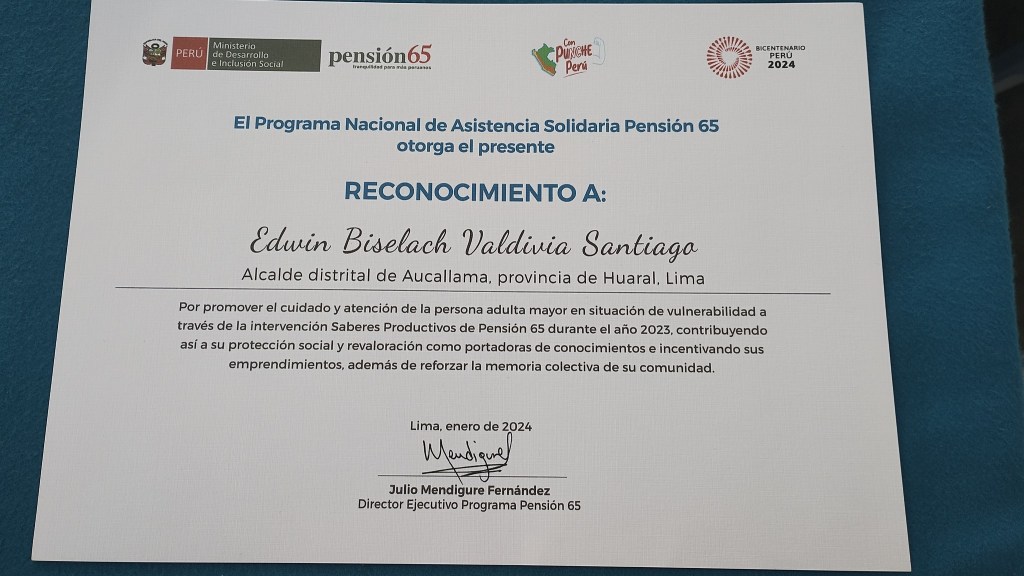 PERÚ
Ministerio
de Desarrollo
e Inclusión Social
pensión65
tranquilidad para más peruanos
Con
PUNCHE
Perú
BICENTENARIO
PERÚ
2024
El Programa Nacional de Asistencia Solidaria Pensión 65
otorga el presente
RECONOCIMIENTO A:
Edwin Biselach Valdivia Santiago
Alcalde distrital de Aucallama, provincia de Huaral, Lima
Por promover el cuidado y atención de la persona adulta mayor en situación de vulnerabilidad a
través de la intervención Saberes Productivos de Pensión 65 durante el año 2023, contribuyendo
así a su protección social y revaloración como portadoras de conocimientos e incentivando sus
emprendimientos, además de reforzar la memoria colectiva de su comunidad.
Lima, enero de 2024
Julio Mendigure Fernández
Director Ejecutivo Programa Pensión 65